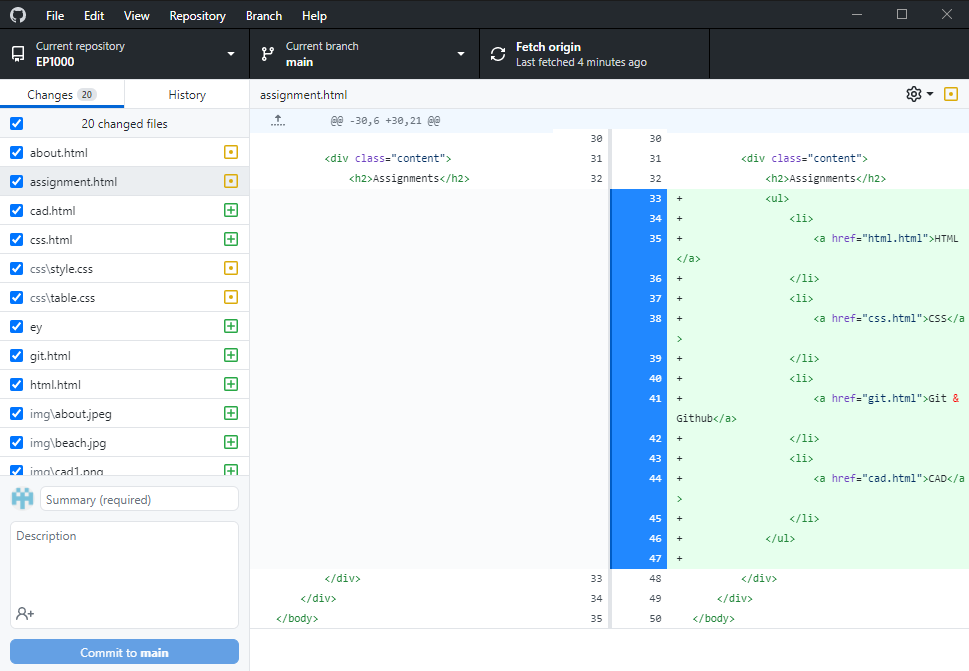 File Edit View Repository Branch Help
Current repository
EP1000
Current branch
main
Fetch origin
Last fetched 4 minutes ago
Changes 20 History
20 changed files
about.html
assignment.html
cad.html
css.html
css\style.css
css\table.css
ey
git.html
html.html
img\about.jpeg
img\beach.jpg
img\cad1.png
Summary (required)
Description
Commit to main
assignment.html
@@ -30,6 +30,21 @@
30 30
<div class="content"> 31 31 <div class="content">
<h2>Assignments</h2> 32 32 <h2>Assignments</h2>
33 + <ul>
34 + <li>
35 + <a href="html.html">HTML
</a>
36 + </li>
37 + <li>
38 + <a href="css.html">CSS</a
>
39 + </li>
40 + <li>
41 + <a href="git.html">Git &
Github</a>
42 + </li>
43 + <li>
44 + <a href="cad.html">CAD</a
>
45 + </li>
46 + </ul>
47 +
</div> 33 48 </div>
</div> 34 49 </div>
</body> 35 50 </body>